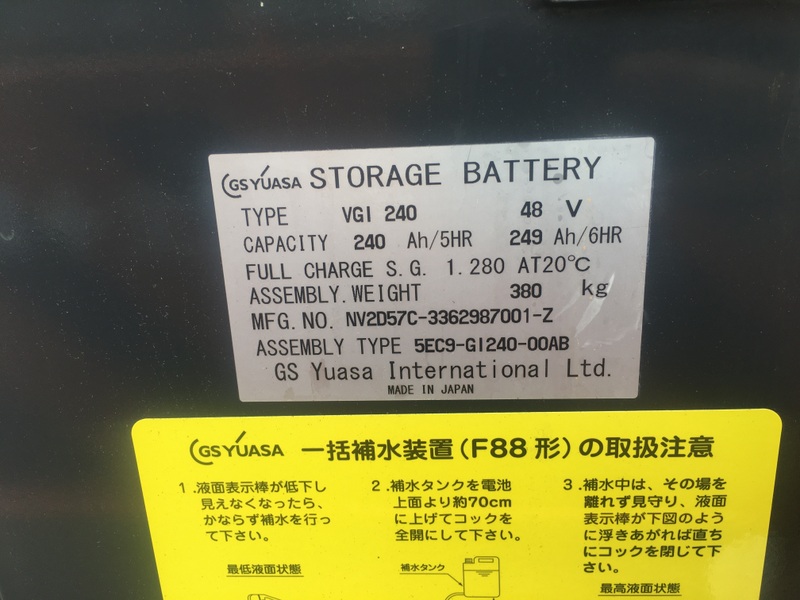 GS YUASA STORAGE BATTERY
TYPE VGI 240 48 V
CAPACITY 240 Ah/5HR 249 Ah/6HR
FULL CHARGE S.G. 1.280 AT20℃
ASSEMBLY.WEIGHT 380 kg
MFG.NO. NV2D57C-3362987001-Z
ASSEMBLY TYPE 5EC9-GI240-00AB
GS Yuasa International Ltd.
MADE IN JAPAN
GS YUASA 一括補水装置(F88 形)の取扱注意
1.液面表示棒が低下し
見えなくなったら、
かならず補水を行っ
て下さい。
最低液面状態
2.補水タンクを電池
上面より約70cm
に上げてコックを
全開にして下さい。
補水タンク
3.補水中は、その場を
離れず見守り、液面
表示棒が下図のよう
に浮きあがれば直ち
にコックを閉じて下
さい。
最高液面状態